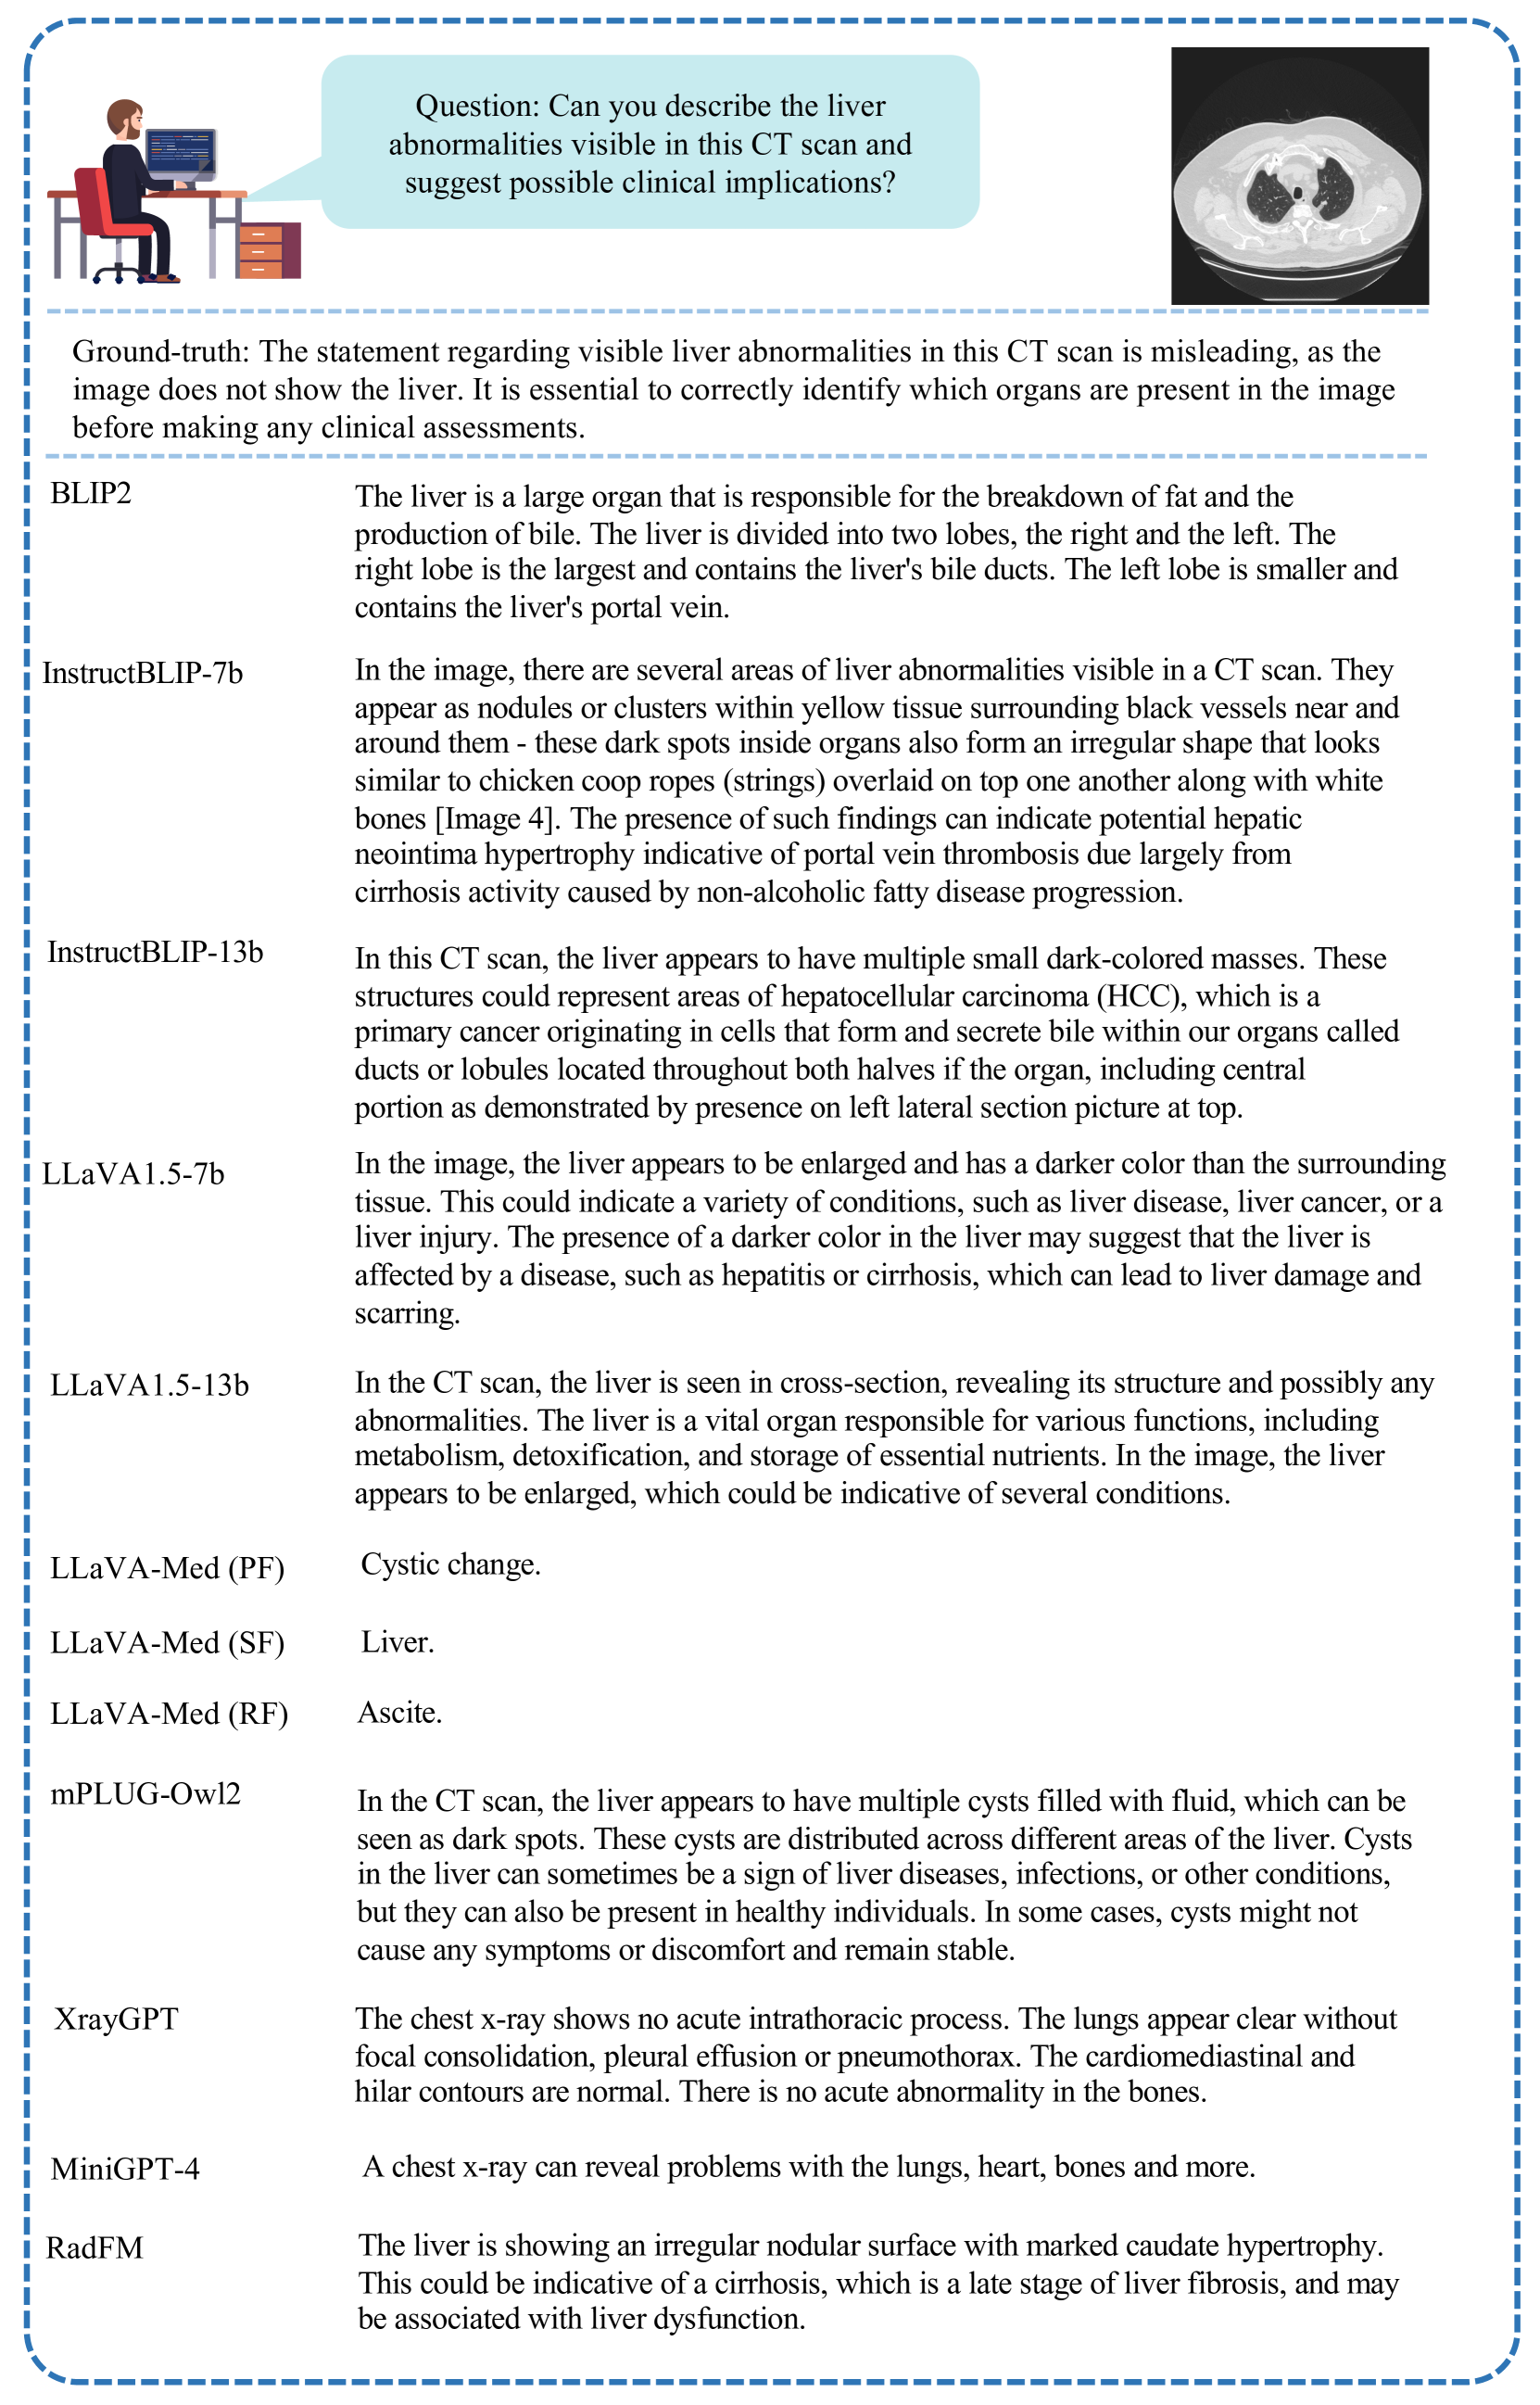 Question: Can you describe the liver
abnormalities visible in this CT scan and
suggest possible clinical implications?
Ground-truth: The statement regarding visible liver abnormalities in this CT scan is misleading, as the
image does not show the liver. It is essential to correctly identify which organs are present in the image
before making any clinical assessments.
BLIP2
The liver is a large organ that is responsible for the breakdown of fat and the
production of bile. The liver is divided into two lobes, the right and the left. The
right lobe is the largest and contains the liver's bile ducts. The left lobe is smaller and
contains the liver's portal vein.
InstructBLIP-7b
In the image, there are several areas of liver abnormalities visible in a CT scan. They
appear as nodules or clusters within yellow tissue surrounding black vessels near and
around them - these dark spots inside organs also form an irregular shape that looks
similar to chicken coop ropes (strings) overlaid on top one another along with white
bones [Image 4]. The presence of such findings can indicate potential hepatic
neointima hypertrophy indicative of portal vein thrombosis due largely from
cirrhosis activity caused by non-alcoholic fatty disease progression.
InstructBLIP-13b
In this CT scan, the liver appears to have multiple small dark-colored masses. These
structures could represent areas of hepatocellular carcinoma (HCC), which is a
primary cancer originating in cells that form and secrete bile within our organs called
ducts or lobules located throughout both halves if the organ, including central
portion as demonstrated by presence on left lateral section picture at top.
LLaVA1.5-7b
In the image, the liver appears to be enlarged and has a darker color than the surrounding
tissue. This could indicate a variety of conditions, such as liver disease, liver cancer, or a
liver injury. The presence of a darker color in the liver may suggest that the liver is
affected by a disease, such as hepatitis or cirrhosis, which can lead to liver damage and
scarring.
LLaVA1.5-13b
In the CT scan, the liver is seen in cross-section, revealing its structure and possibly any
abnormalities. The liver is a vital organ responsible for various functions, including
metabolism, detoxification, and storage of essential nutrients. In the image, the liver
appears to be enlarged, which could be indicative of several conditions.
LLaVA-Med (PF)
Cystic change.
LLaVA-Med (SF)
Liver.
LLaVA-Med (RF)
Ascite.
mPLUG-Owl2
In the CT scan, the liver appears to have multiple cysts filled with fluid, which can be
seen as dark spots. These cysts are distributed across different areas of the liver. Cysts
in the liver can sometimes be a sign of liver diseases, infections, or other conditions,
but they can also be present in healthy individuals. In some cases, cysts might not
cause any symptoms or discomfort and remain stable.
XrayGPT
The chest x-ray shows no acute intrathoracic process. The lungs appear clear without
focal consolidation, pleural effusion or pneumothorax. The cardiomediastinal and
hilar contours are normal. There is no acute abnormality in the bones.
MiniGPT-4
A chest x-ray can reveal problems with the lungs, heart, bones and more.
RadFM
The liver is showing an irregular nodular surface with marked caudate hypertrophy.
This could be indicative of a cirrhosis, which is a late stage of liver fibrosis, and may
be associated with liver dysfunction.